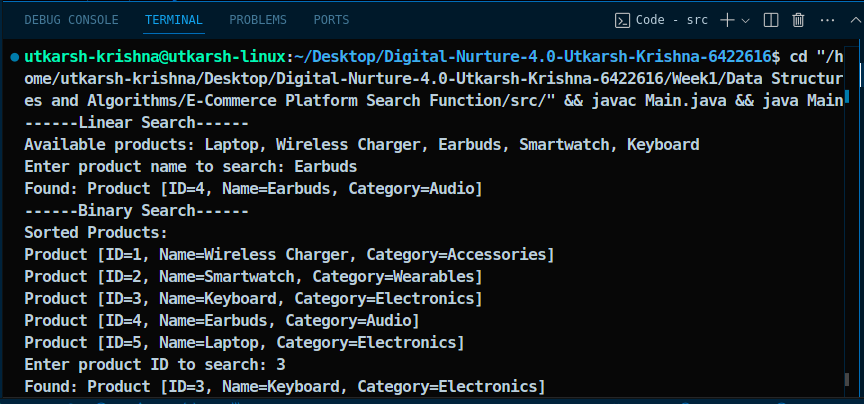 DEBUG CONSOLE TERMINAL PROBLEMS PORTS Code - src
utkarsh-krishna@utkarsh-linux:~/Desktop/Digital-Nurture-4.0-Utkarsh-Krishna-6422616$ cd "/h
ome/utkarsh-krishna/Desktop/Digital-Nurture-4.0-Utkarsh-Krishna-6422616/Week1/Data Structur
es and Algorithms/E-Commerce Platform Search Function/src/" && javac Main.java && java Main
------Linear Search------
Available products: Laptop, Wireless Charger, Earbuds, Smartwatch, Keyboard
Enter product name to search: Earbuds
Found: Product [ID=4, Name=Earbuds, Category=Audio]
------Binary Search------
Sorted Products:
Product [ID=1, Name=Wireless Charger, Category=Accessories]
Product [ID=2, Name=Smartwatch, Category=Wearables]
Product [ID=3, Name=Keyboard, Category=Electronics]
Product [ID=4, Name=Earbuds, Category=Audio]
Product [ID=5, Name=Laptop, Category=Electronics]
Enter product ID to search: 3
Found: Product [ID=3, Name=Keyboard, Category=Electronics]